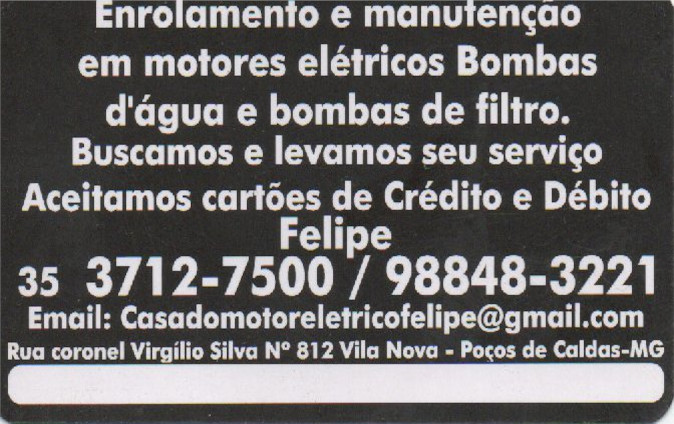 Enrolamento e manutenção
em motores elétricos Bombas
d'água e bombas de filtro.
Buscamos e levamos seu serviço
Aceitamos cartões de Crédito e Débito
Felipe
35 3712-7500 / 98848-3221
Email: Casadomotoreletricofelipe@gmail.com
Rua coronel Virgílio Silva Nº 812 Vila Nova - Poços de Caldas-MG